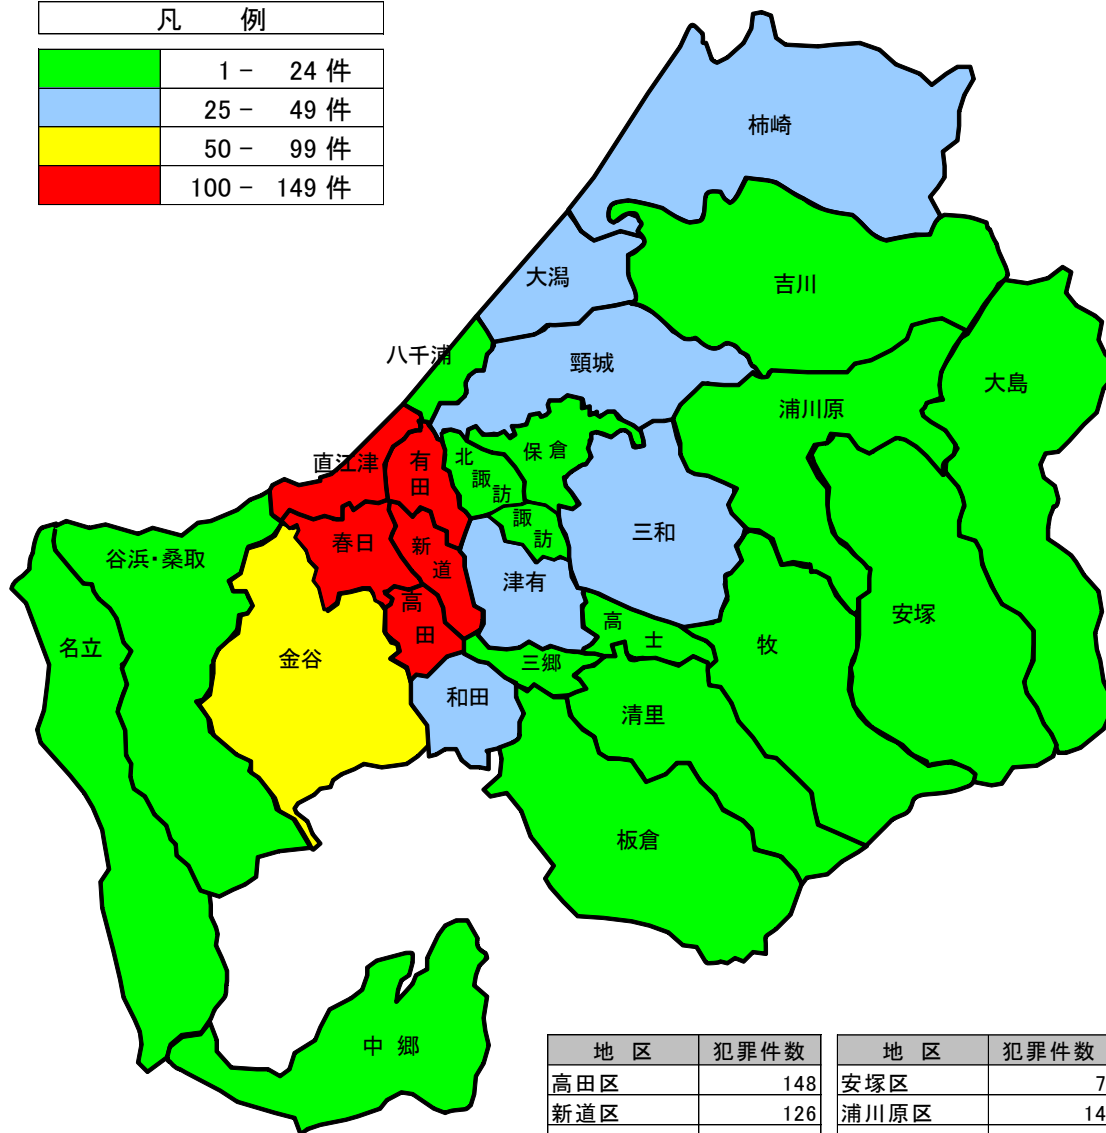 凡 例
1 － 24 件
25 － 49 件
50 － 99 件
100 － 149 件
柿崎
大潟
吉川
八千浦
頸城
大島
浦川原
直江津
有田
北諏訪
保倉
諏訪
三和
春日
新道
谷浜・桑取
津有
高田
高士
安塚
名立
金谷
三郷
牧
和田
清里
板倉
中 郷
地 区 犯罪件数
高田区 148
新道区 126
地 区 犯罪件数
安塚区 7
浦川原区 14